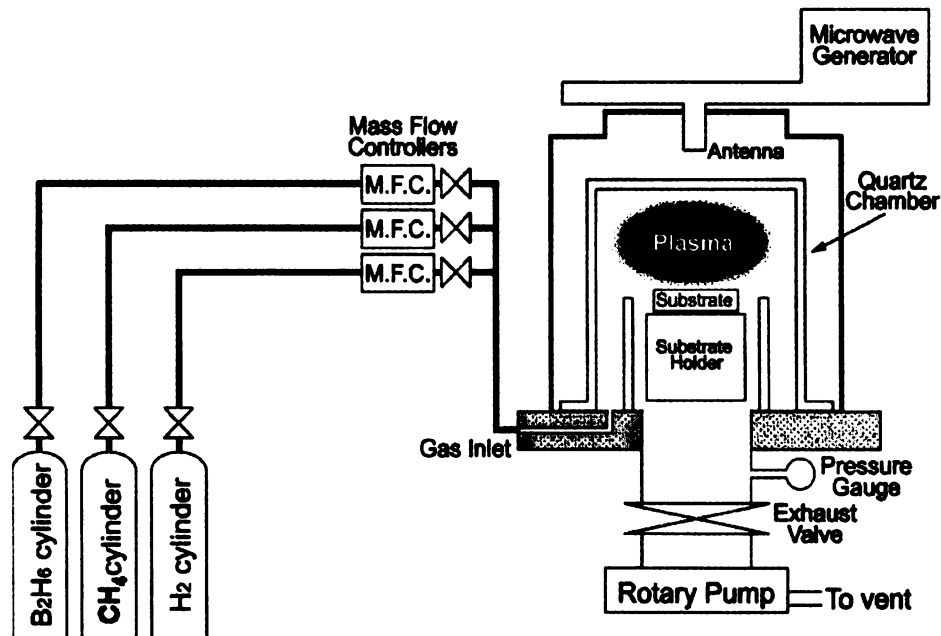 Microwave
Generator
Mass Flow
Controllers
Antenna
M.F.C.
M.F.C.
M.F.C.
Quartz
Chamber
Plasma
Substrate
Substrate
Holder
Gas Inlet
Pressure
Gauge
Exhaust
Valve
B2H6 cylinder
CH4cylinder
H2 cylinder
Rotary Pump
To vent